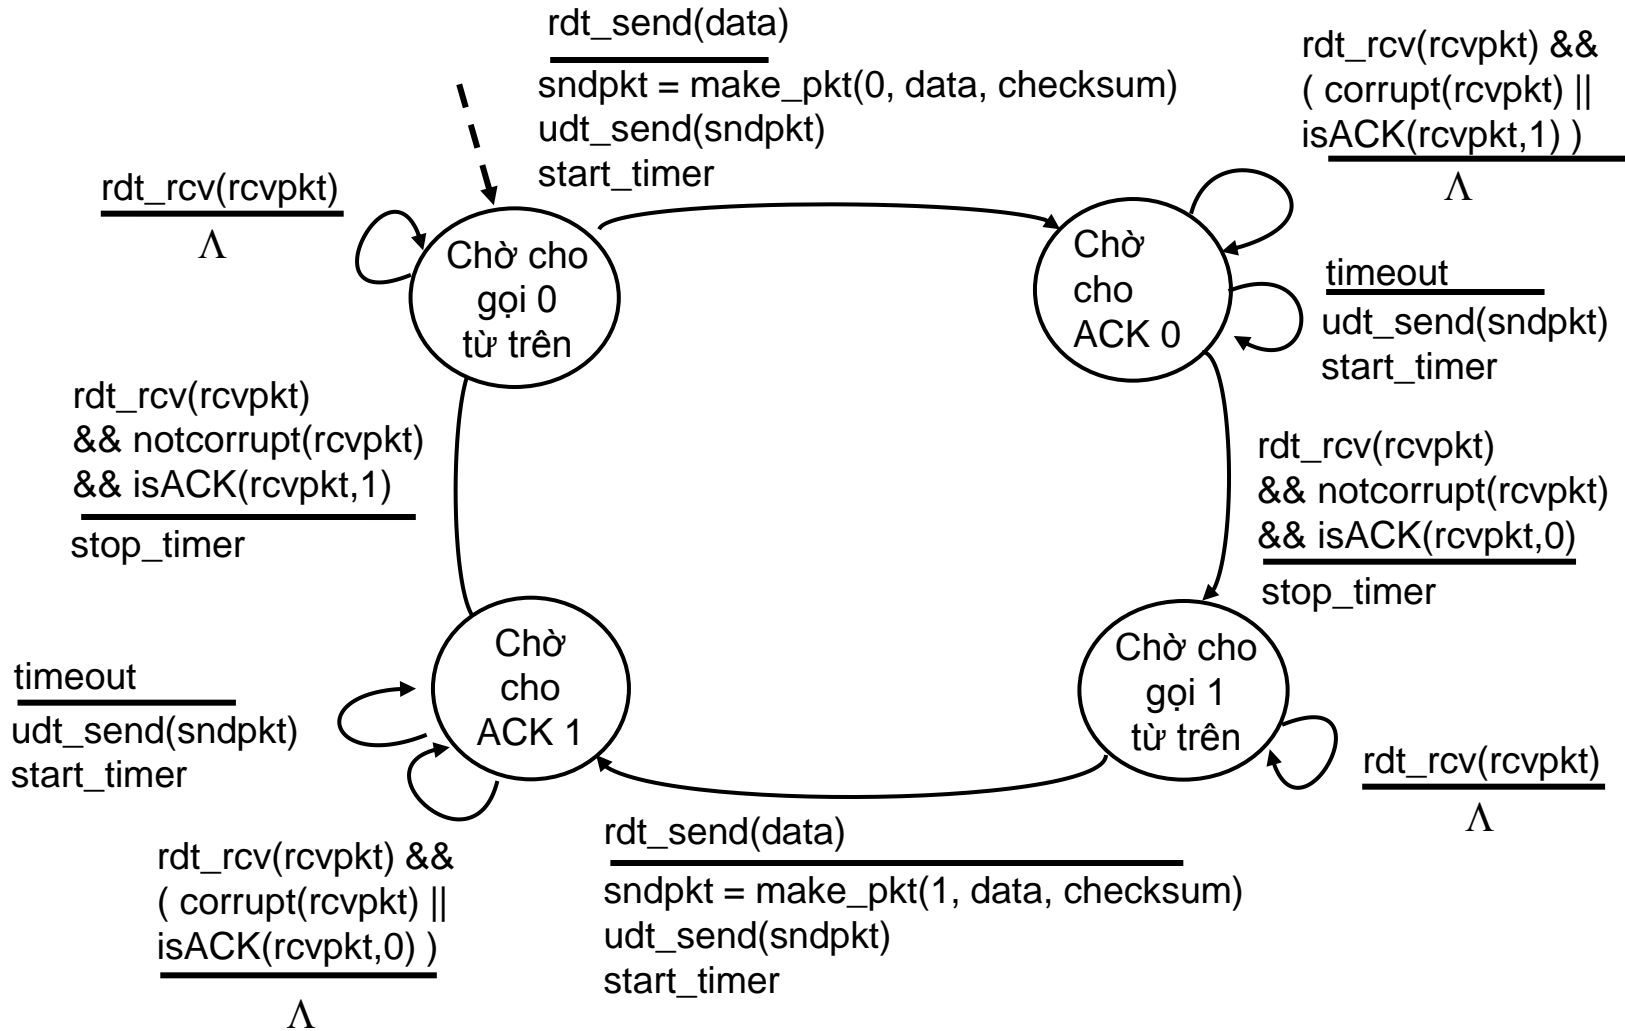 rdt_send(data)
sndpkt = make_pkt(0, data, checksum)
udt_send(sndpkt)
start_timer
rdt_rcv(rcvpkt) &&
( corrupt(rcvpkt) ||
isACK(rcvpkt,1) )
Λ
rdt_rcv(rcvpkt)
Λ
Chờ cho
gọi 0
từ trên
Chờ
cho
ACK 0
timeout
udt_send(sndpkt)
start_timer
rdt_rcv(rcvpkt)
&& notcorrupt(rcvpkt)
&& isACK(rcvpkt,1)
stop_timer
rdt_rcv(rcvpkt)
&& notcorrupt(rcvpkt)
&& isACK(rcvpkt,0)
stop_timer
timeout
udt_send(sndpkt)
start_timer
Chờ
cho
ACK 1
Chờ cho
gọi 1
từ trên
rdt_rcv(rcvpkt)
Λ
rdt_rcv(rcvpkt) &&
( corrupt(rcvpkt) ||
isACK(rcvpkt,0) )
Λ
rdt_send(data)
sndpkt = make_pkt(1, data, checksum)
udt_send(sndpkt)
start_timer